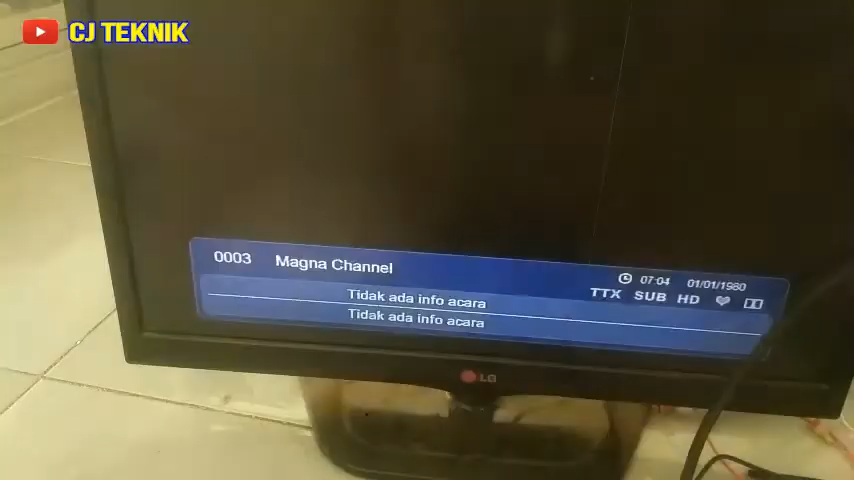 CJ TEKNIK
0003 Magna Channel
07:04 01/01/1980
TTX SUB HD
Tidak ada info acara
Tidak ada info acara
LG